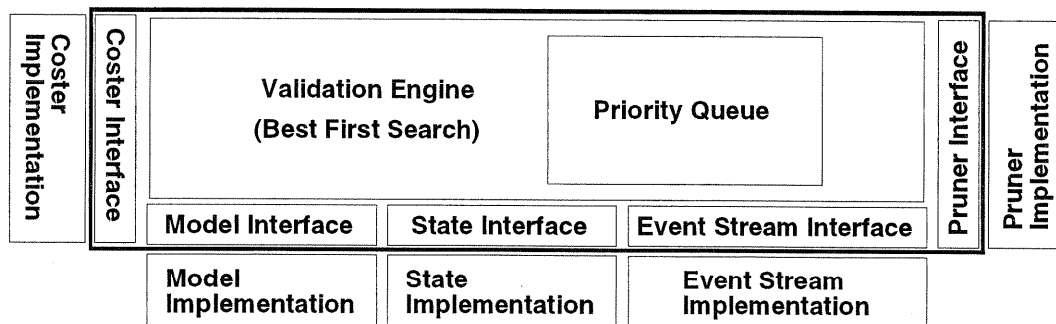 Coster
Implementation
Coster Interface
Validation Engine
(Best First Search)
Priority Queue
Pruner Interface
Pruner
Implementation
Model Interface
State Interface
Event Stream Interface
Model
Implementation
State
Implementation
Event Stream
Implementation